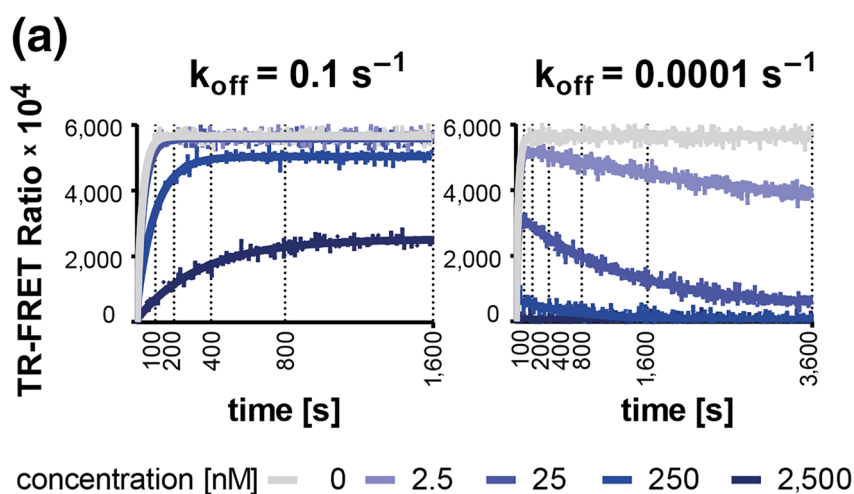 (a)
k_off = 0.1 s⁻¹
k_off = 0.0001 s⁻¹
TR-FRET Ratio × 10⁴
6,000
4,000
2,000
0
100
200
400
800
1,600
time [s]
6,000
4,000
2,000
0
100
200
400
800
1,600
3,600
time [s]
concentration [nM] 0 2.5 25 250 2,500